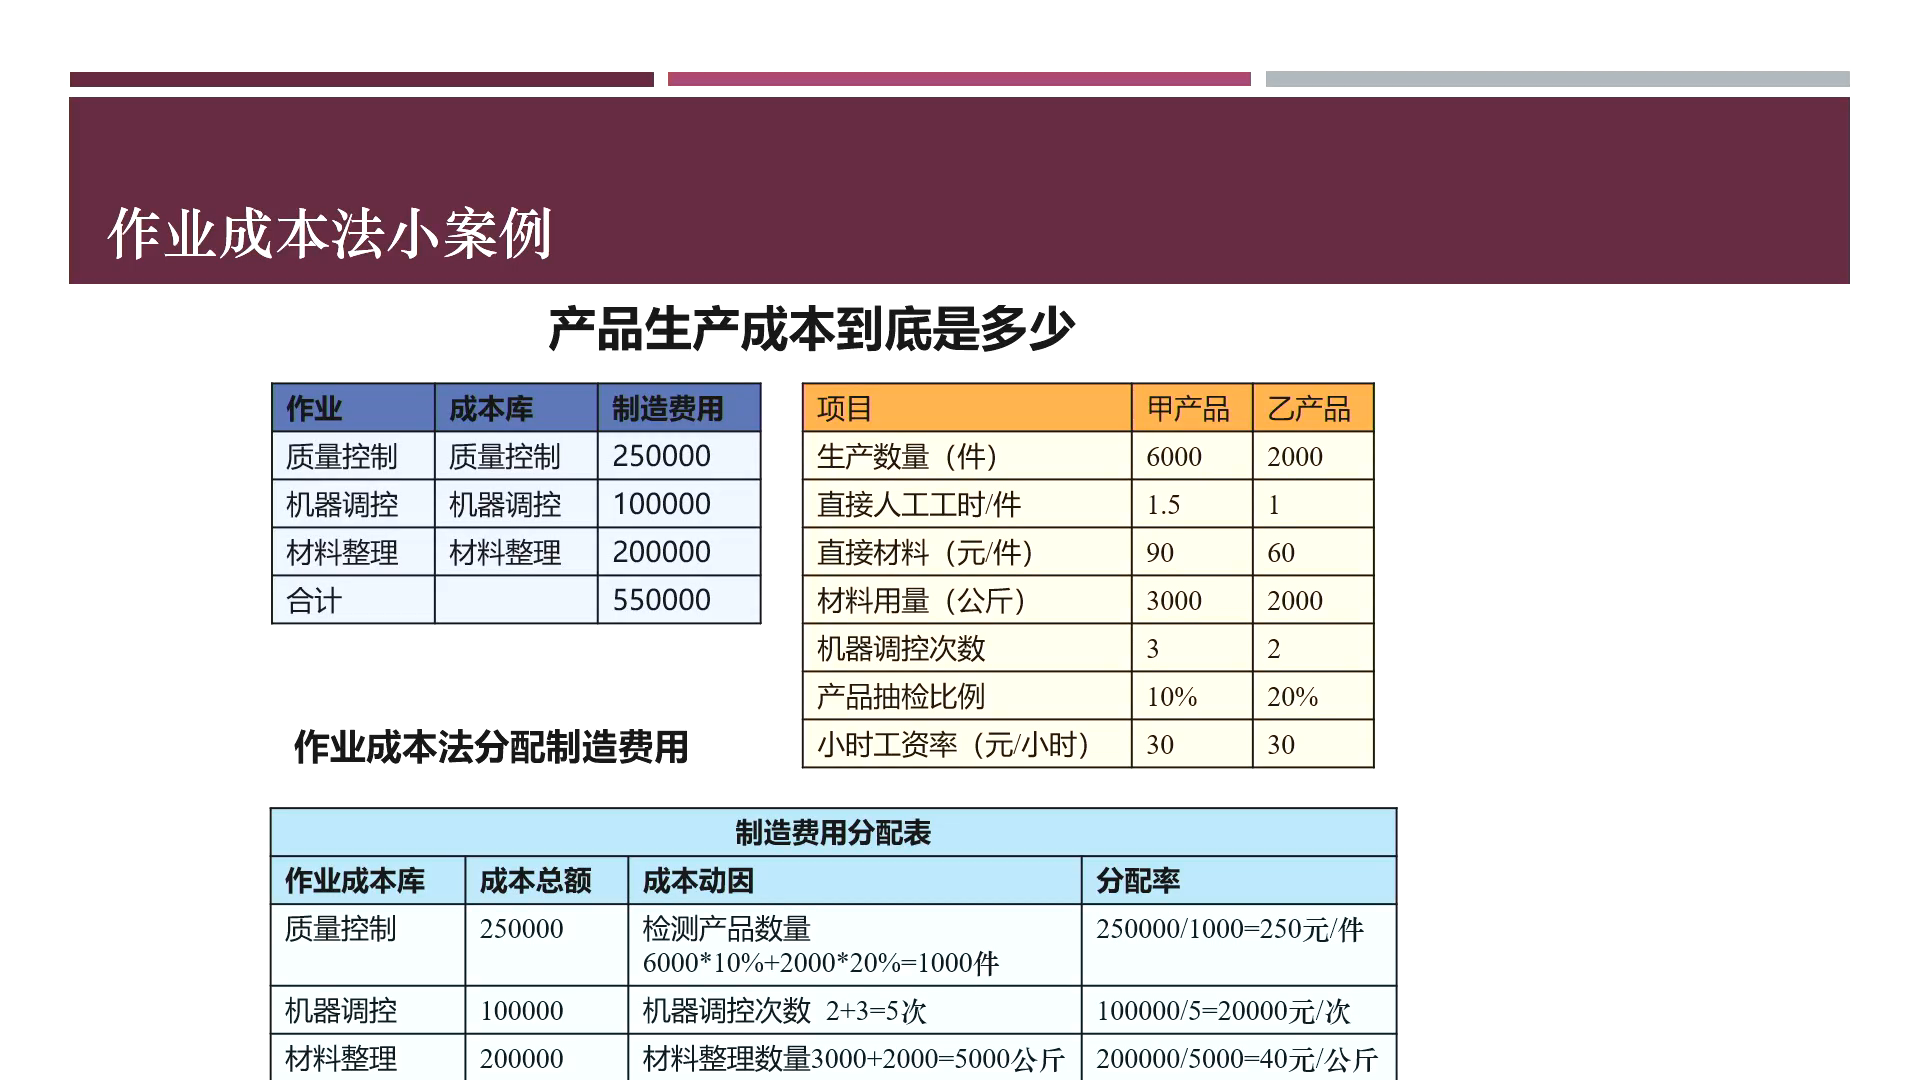 作业成本法小案例
产品生产成本到底是多少
作业 成本库 制造费用
质量控制 质量控制 250000
机器调控 机器调控 100000
材料整理 材料整理 200000
合计 550000
项目 甲产品 乙产品
生产数量（件） 6000 2000
直接人工工时/件 1.5 1
直接材料（元/件） 90 60
材料用量（公斤） 3000 2000
机器调控次数 3 2
产品抽检比例 10% 20%
小时工资率（元/小时） 30 30
作业成本法分配制造费用
制造费用分配表
作业成本库 成本总额 成本动因 分配率
质量控制 250000 检测产品数量 250000/1000=250元/件
6000*10%+2000*20%=1000件
机器调控 100000 机器调控次数 2+3=5次 100000/5=20000元/次
材料整理 200000 材料整理数量3000+2000=5000公斤 200000/5000=40元/公斤